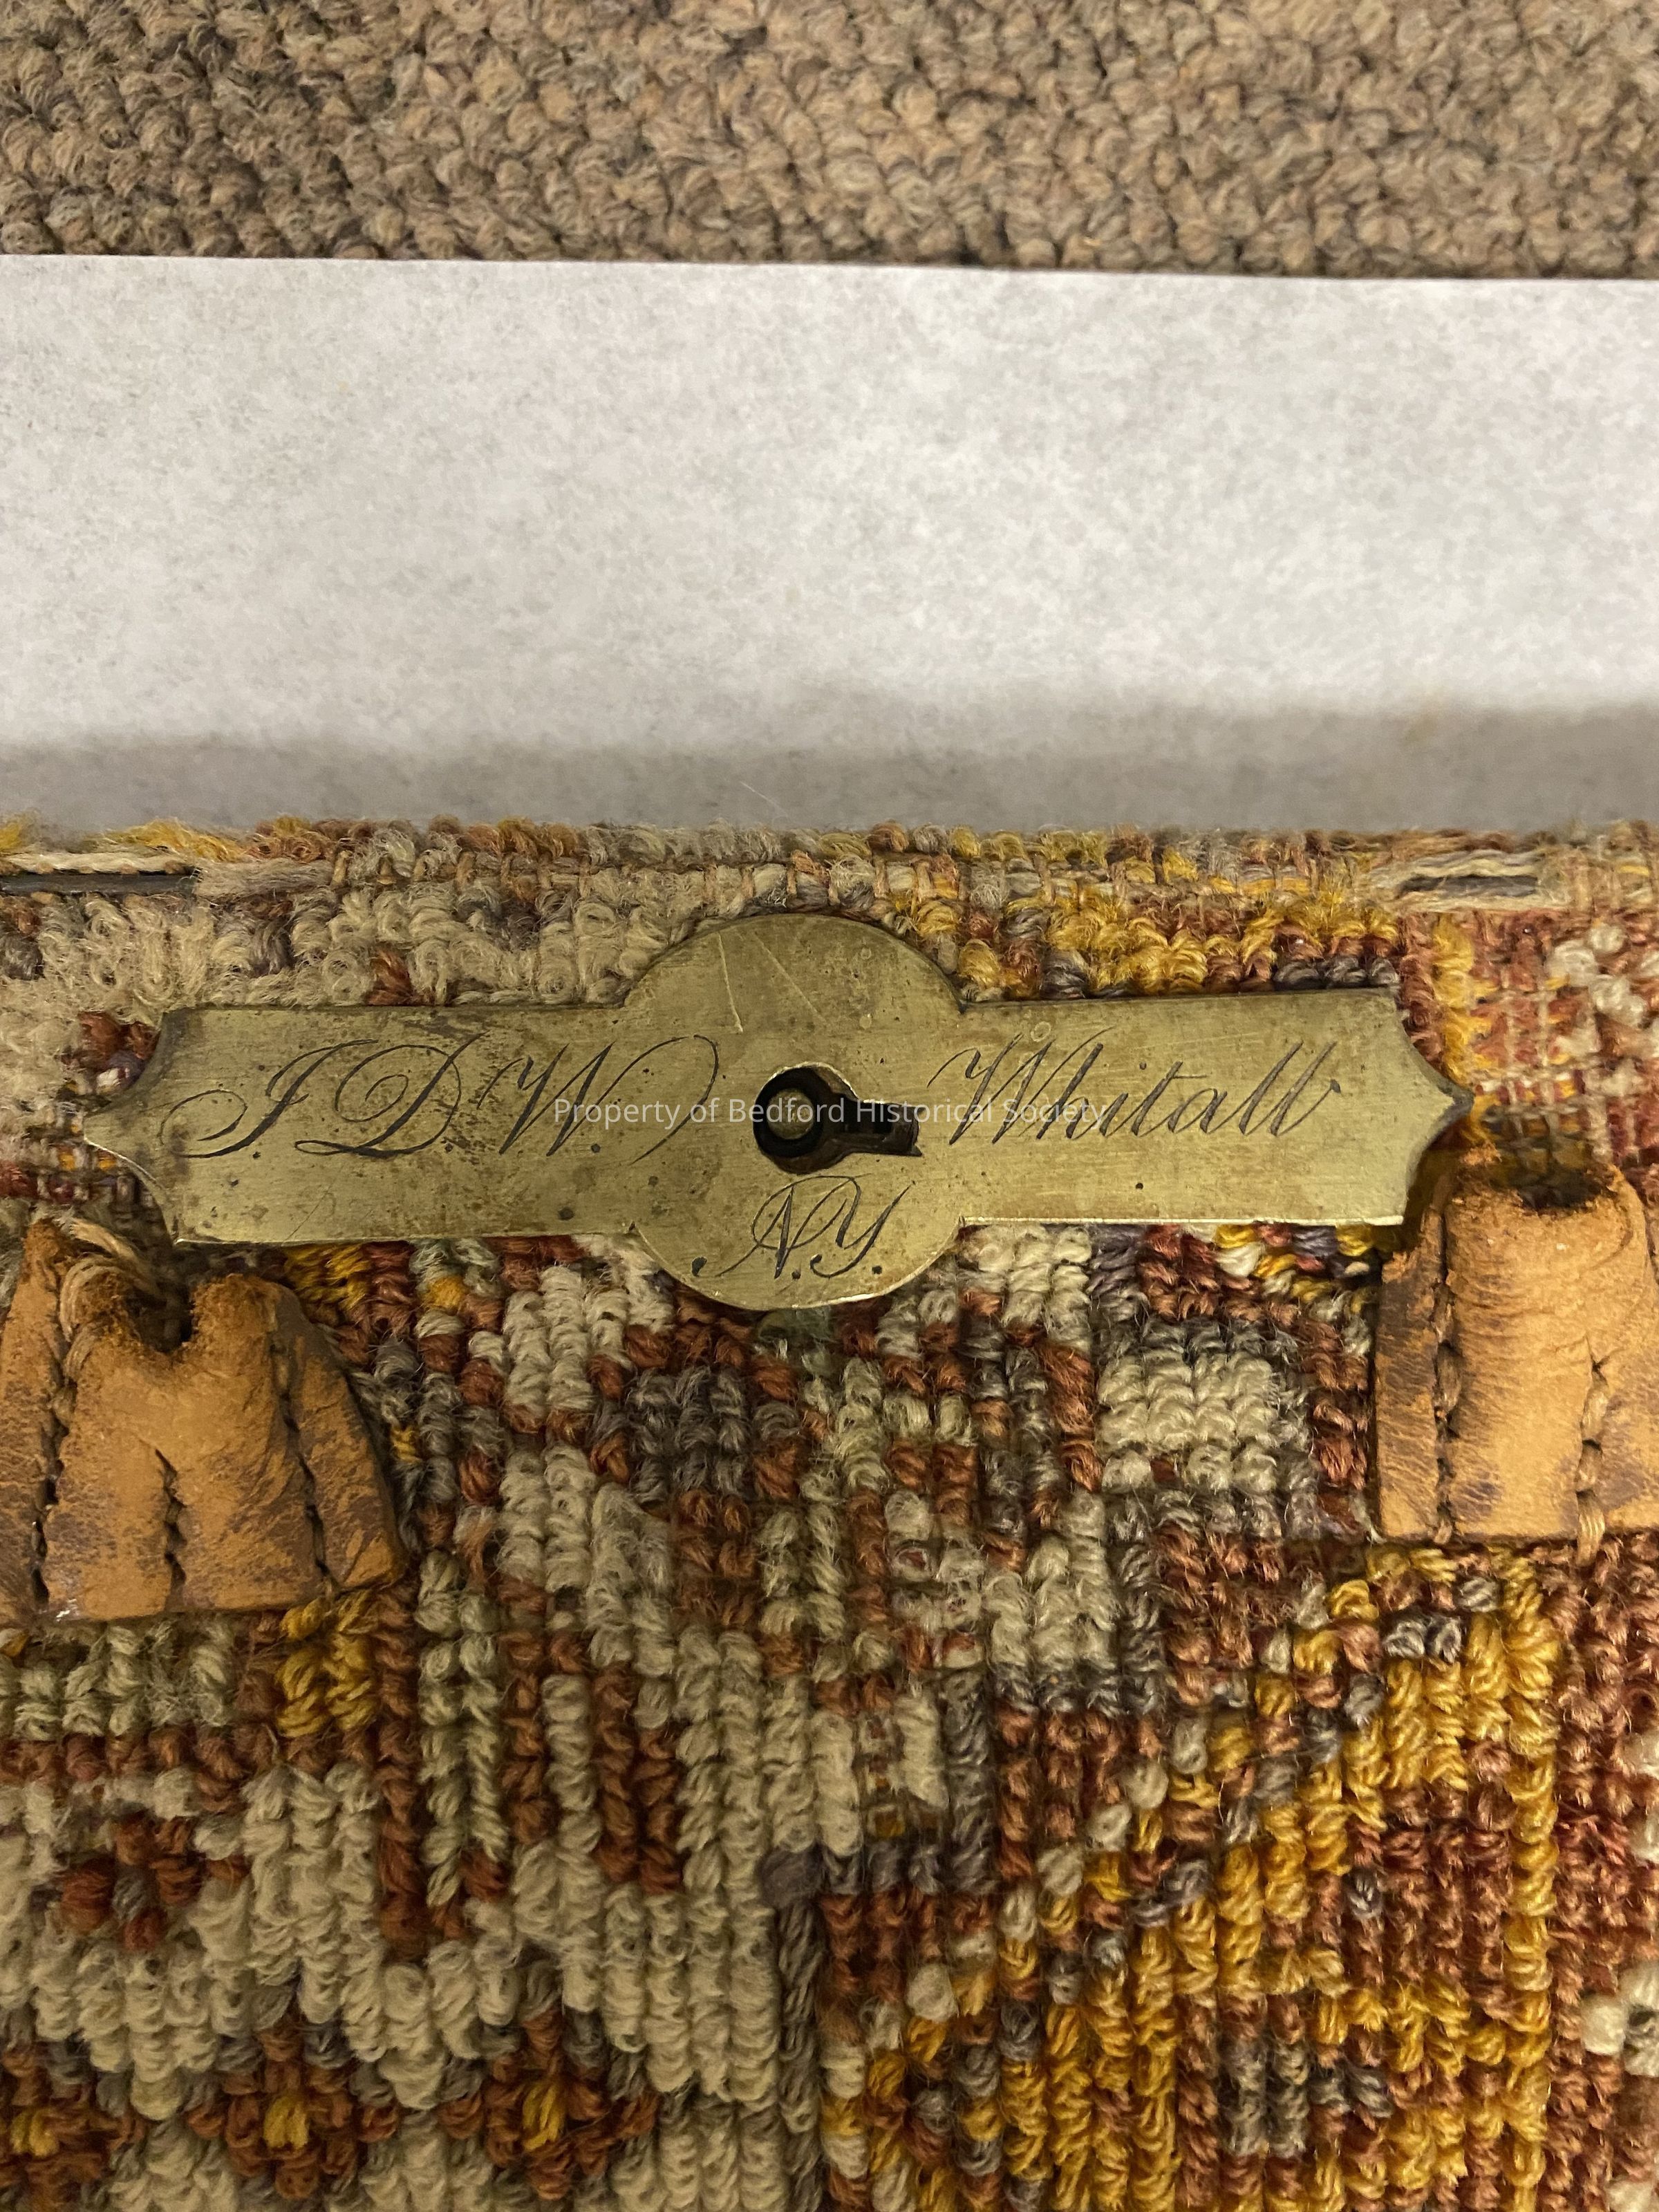 J D W Whitall
N.Y.
Property of Bedford Historical Society